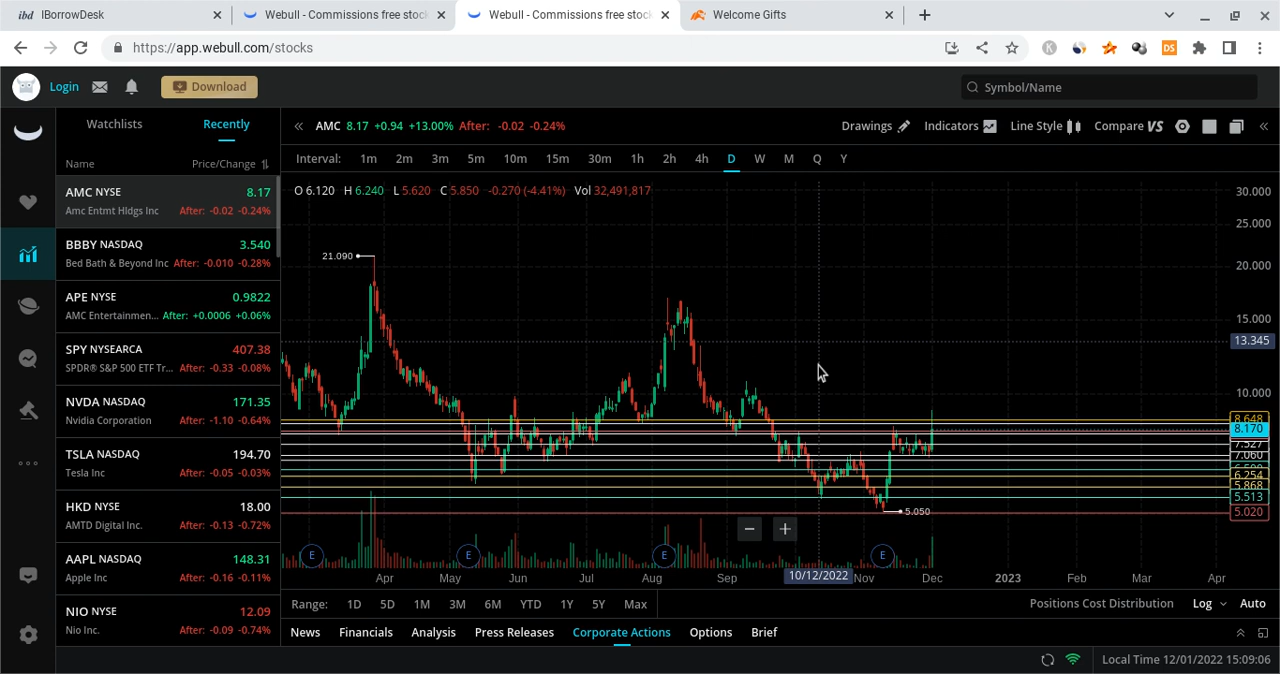 ibd IBorrowDesk
Webull - Commissions free stock
Webull - Commissions free stock
Welcome Gifts
https://app.webull.com/stocks
DS
Login
Download
Symbol/Name
Watchlists Recently
Name Price/Change
AMC NYSE 8.17
Amc Entmt Hldgs Inc After: -0.02 -0.24%
BBBY NASDAQ 3.540
Bed Bath & Beyond Inc After: -0.010 -0.28%
APE NYSE 0.9822
AMC Entertainmen... After: +0.0006 +0.06%
SPY NYSEARCA 407.38
SPDR® S&P 500 ETF Tr... After: -0.33 -0.08%
NVDA NASDAQ 171.35
Nvidia Corporation After: -1.10 -0.64%
TSLA NASDAQ 194.70
Tesla Inc After: -0.05 -0.03%
HKD NYSE 18.00
AMTD Digital Inc. After: -0.13 -0.72%
AAPL NASDAQ 148.31
Apple Inc After: -0.16 -0.11%
NIO NYSE 12.09
Nio Inc. After: -0.09 -0.74%
AMC 8.17 +0.94 +13.00% After: -0.02 -0.24%
Drawings Indicators Line Style Compare VS
Interval: 1m 2m 3m 5m 10m 15m 30m 1h 2h 4h D W M Q Y
O 6.120 H 6.240 L 5.620 C 5.850 -0.270 (-4.41%) Vol 32,491,817
30.000
25.000
21.090
20.000
15.000
13.345
10.000
8.648
8.170
7.527
7.060
6.254
5.868
5.513
5.020
5.050
E E E E
Apr May Jun Jul Aug Sep 10/12/2022 Nov Dec 2023 Feb Mar Apr
Range: 1D 5D 1M 3M 6M YTD 1Y 5Y Max
Positions Cost Distribution Log Auto
News Financials Analysis Press Releases Corporate Actions Options Brief
Local Time 12/01/2022 15:09:06